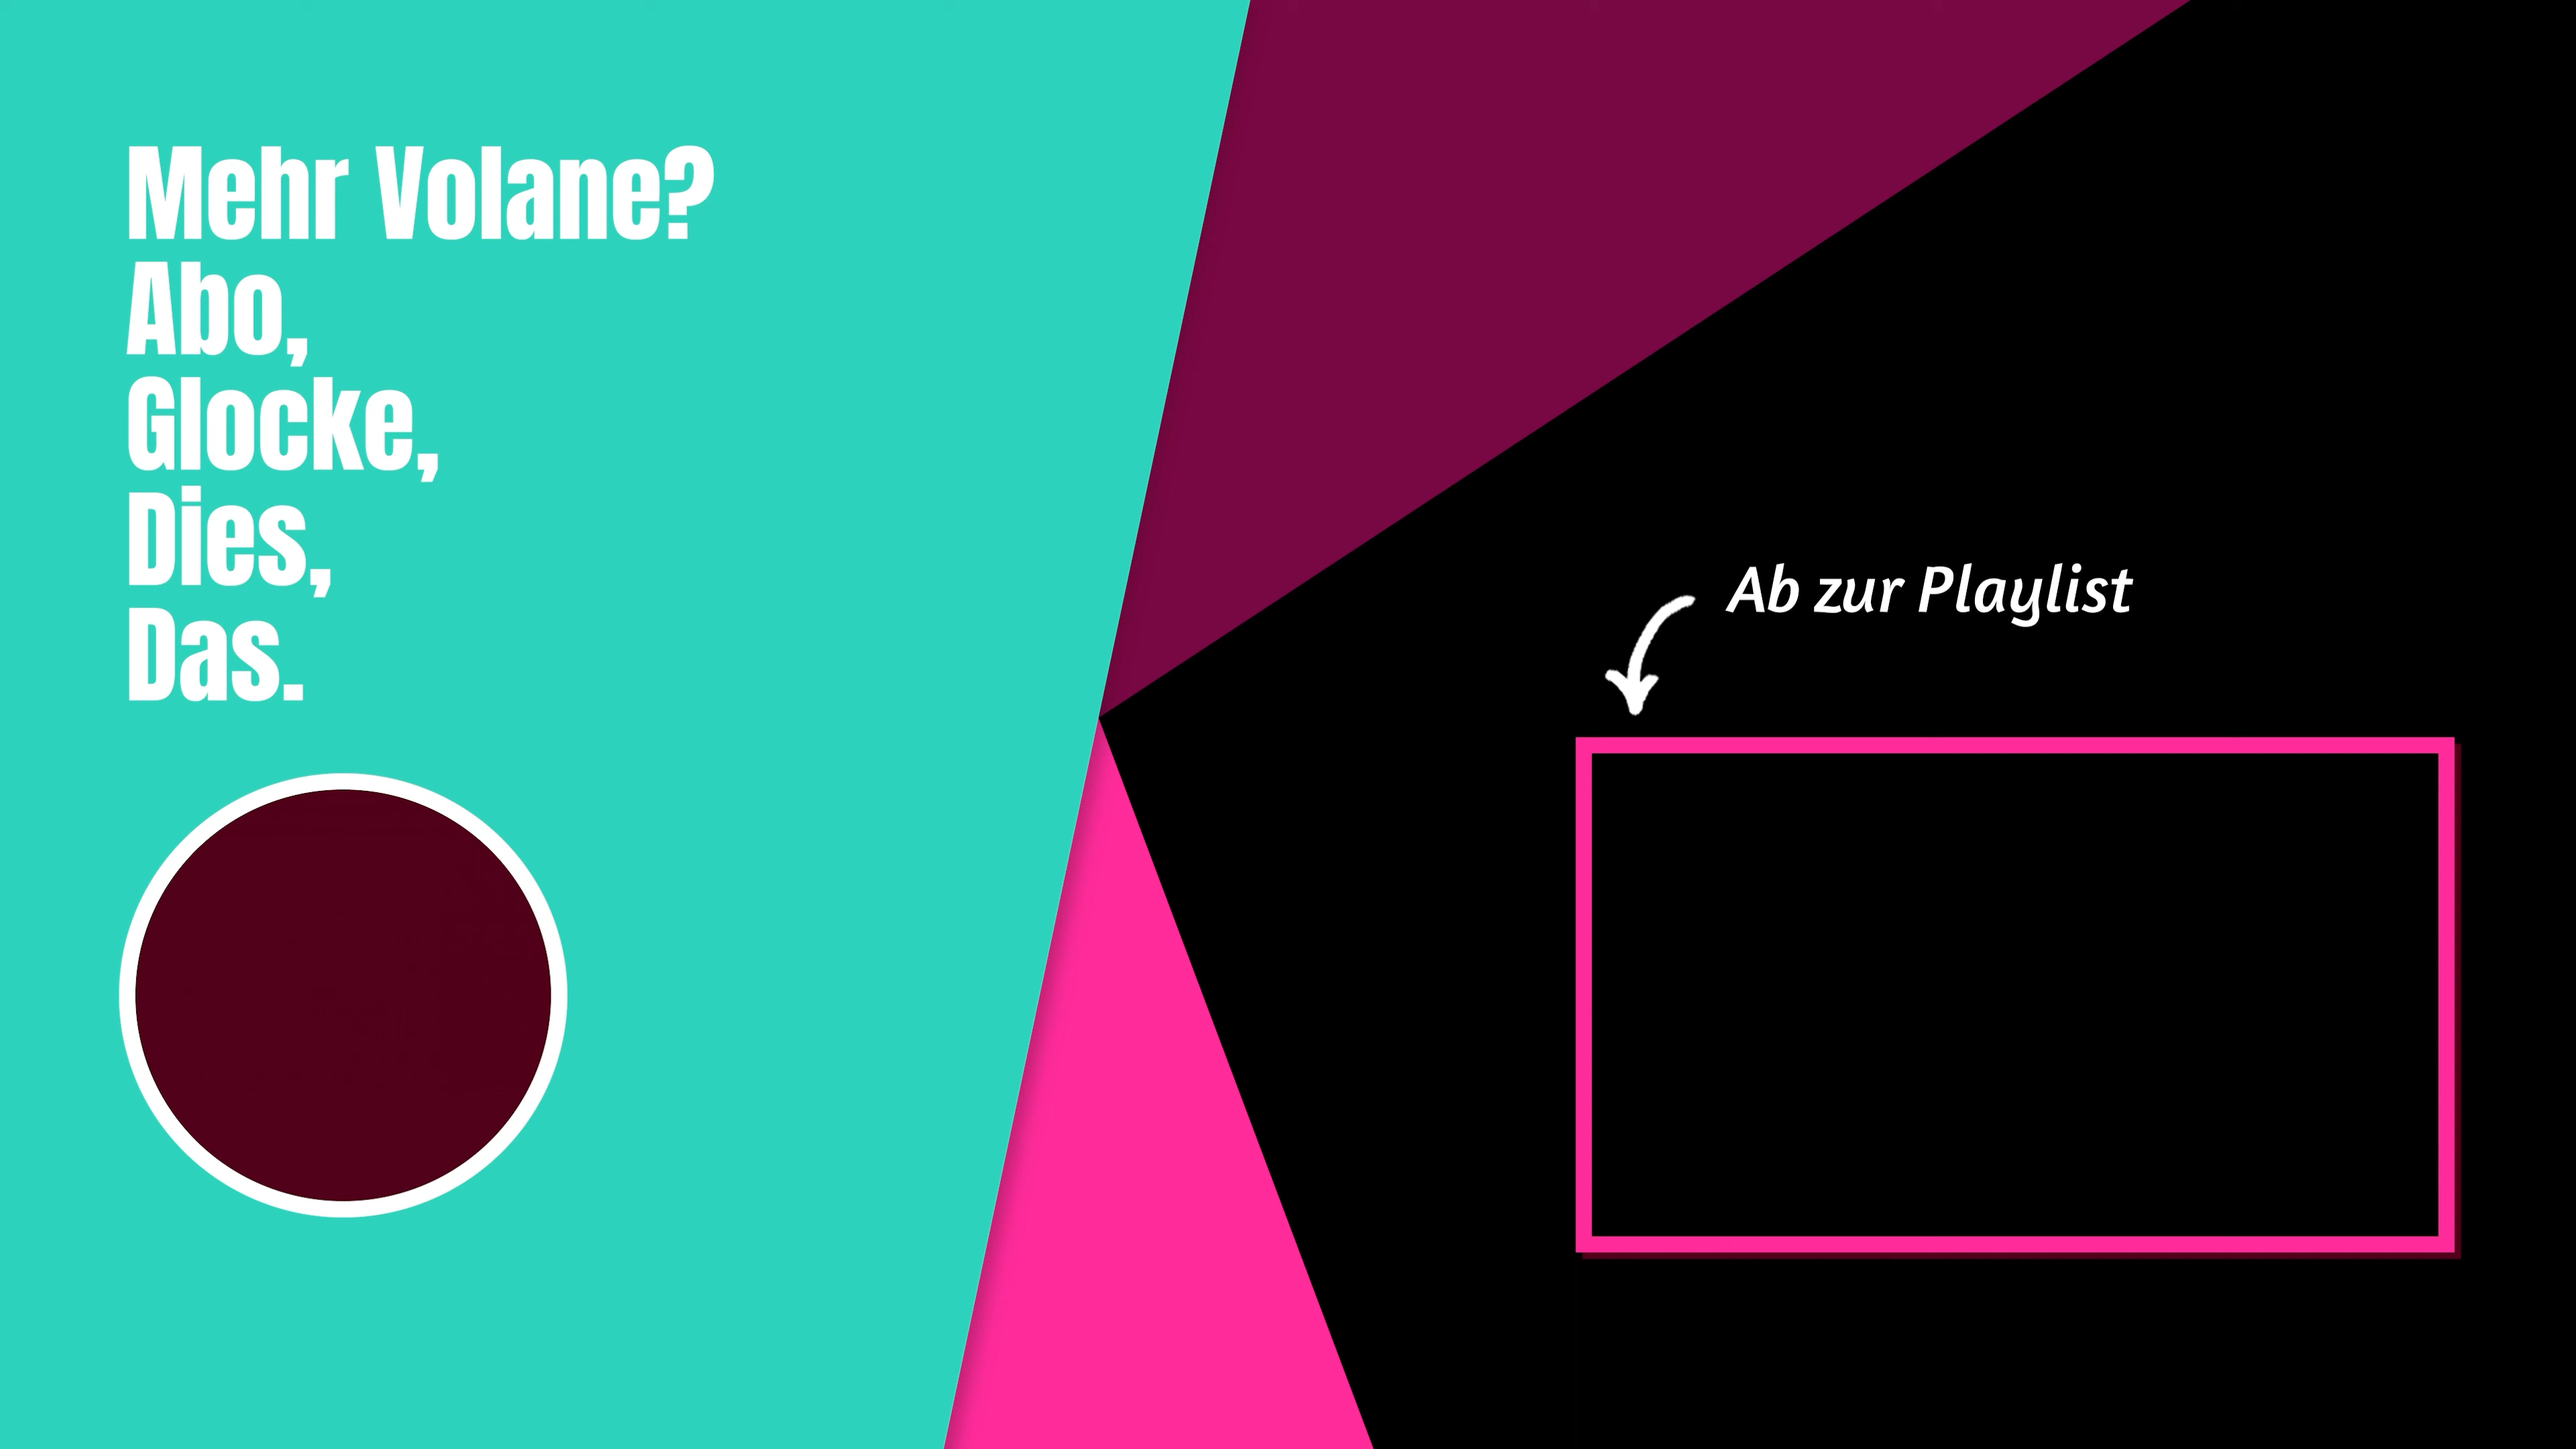 Mehr Volane?
Abo,
Glocke,
Dies,
Das.
Ab zur Playlist